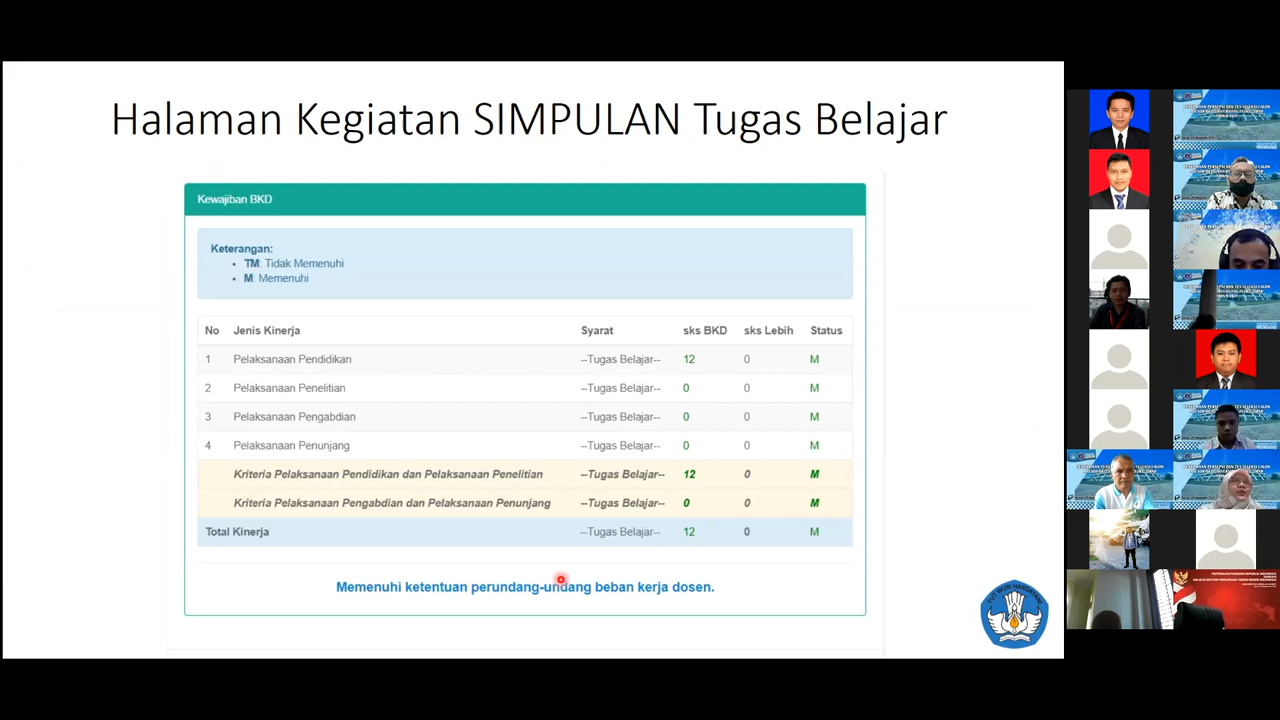 Halaman Kegiatan SIMPULAN Tugas Belajar
Kewajiban BKD
Keterangan:
• TM: Tidak Memenuhi
• M: Memenuhi
No Jenis Kinerja Syarat sks BKD sks Lebih Status
1 Pelaksanaan Pendidikan --Tugas Belajar-- 12 0 M
2 Pelaksanaan Penelitian --Tugas Belajar-- 0 0 M
3 Pelaksanaan Pengabdian --Tugas Belajar-- 0 0 M
4 Pelaksanaan Penunjang --Tugas Belajar-- 0 0 M
Kriteria Pelaksanaan Pendidikan dan Pelaksanaan Penelitian --Tugas Belajar-- 12 0 M
Kriteria Pelaksanaan Pengabdian dan Pelaksanaan Penunjang --Tugas Belajar-- 0 0 M
Total Kinerja --Tugas Belajar-- 12 0 M
Memenuhi ketentuan perundang-undang beban kerja dosen.
TUT WURI HANDAYANI